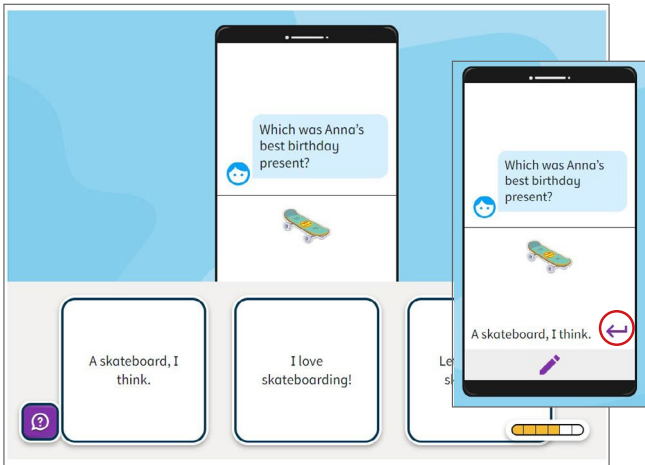 Which was Anna's
best birthday
present?
A skateboard, I
think.
I love
skateboarding!
Which was Anna's
best birthday
present?
A skateboard, I think.